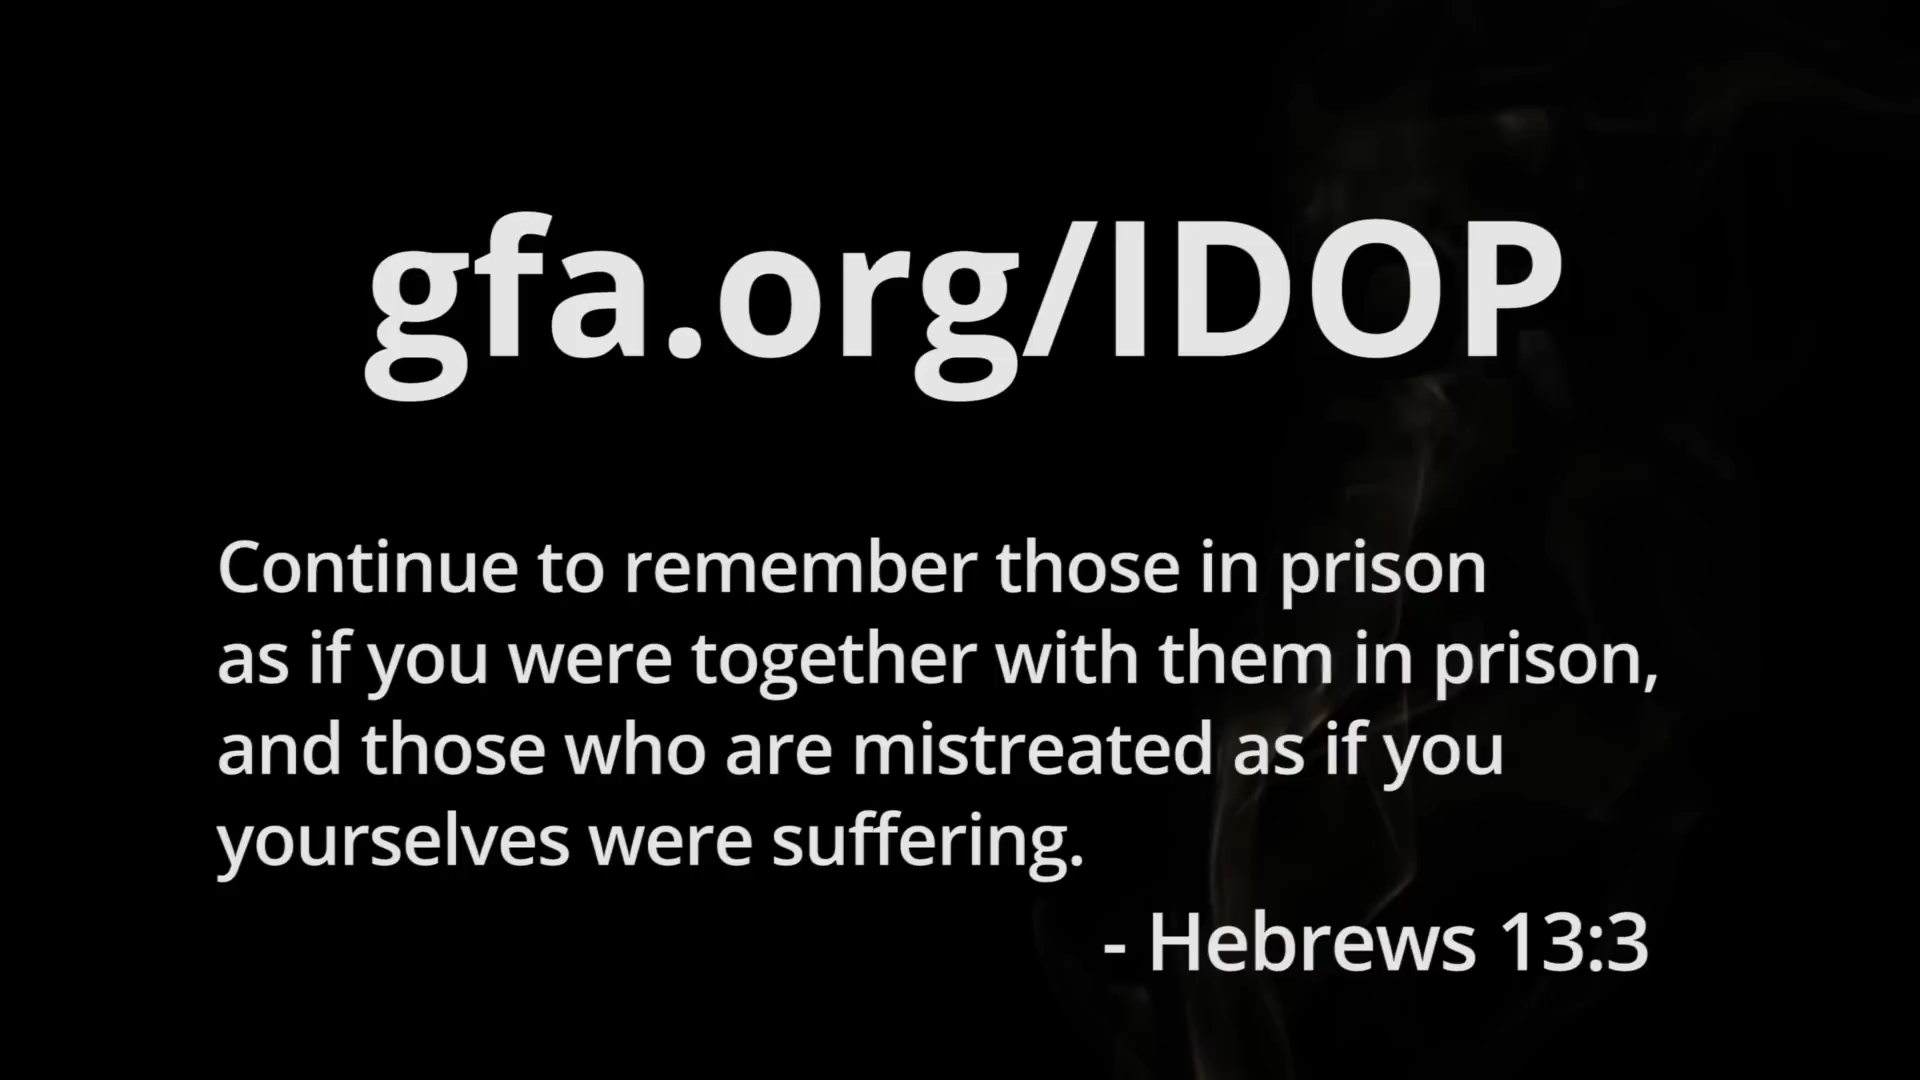 gfa.org/IDOP
Continue to remember those in prison
as if you were together with them in prison,
and those who are mistreated as if you
yourselves were suffering.
- Hebrews 13:3